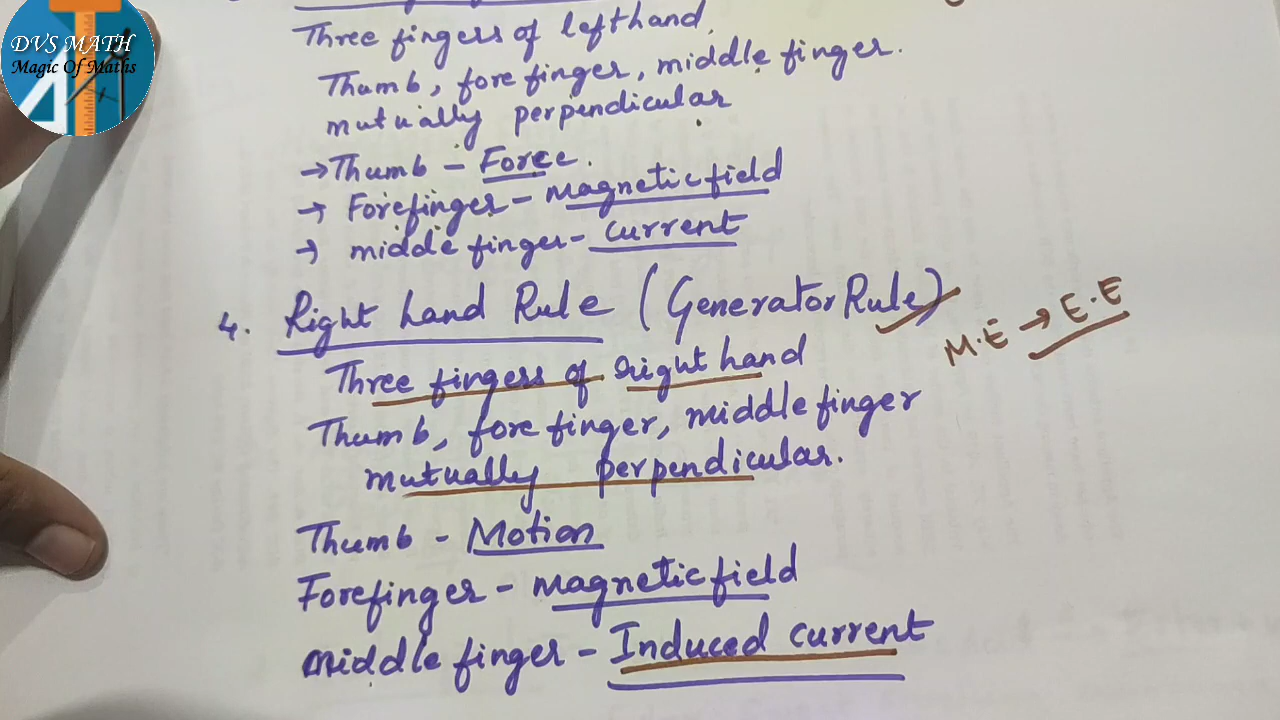 DVS MATH
Magic Of Maths
Three fingers of left hand,
Thumb, fore finger, middle finger.
mutually perpendicular
→ Thumb - Force.
→ Forefinger - Magnetic field
→ middle finger - current
4. Right hand Rule (Generator Rule)
M.E → E.E
Three fingers of right hand
Thumb, fore finger, middle finger
mutually perpendicular.
Thumb - Motion
Forefinger - magnetic field
middle finger - Induced current